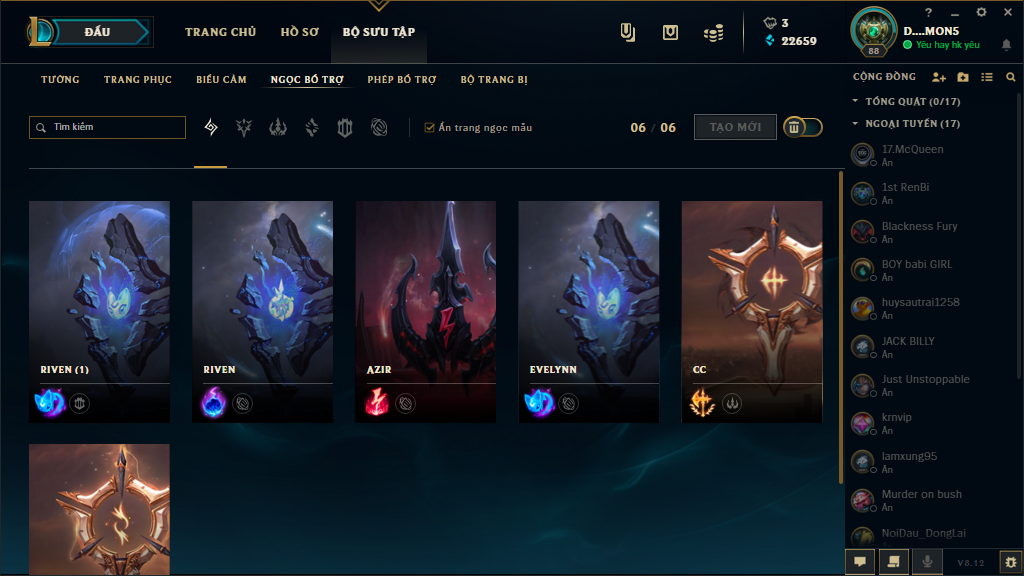 ĐẤU
TRANG CHỦ
HỒ SƠ
BỘ SƯU TẬP
3
22659
?
88
D....MON5
Yêu hay hk yêu
TƯỚNG
TRANG PHỤC
BIỂU CẢM
NGỌC BỔ TRỢ
PHÉP BỔ TRỢ
BỘ TRANG BỊ
CỘNG ĐỒNG
Tìm kiếm
Ẩn trang ngọc mẫu
06 / 06
TẠO MỚI
TỔNG QUÁT (0/17)
NGOẠI TUYẾN (17)
17.McQueen
Ẩn
1st RenBi
Ẩn
Blackness Fury
Ẩn
BOY babi GIRL
Ẩn
huysautrai1258
Ẩn
JACK BILLY
Ẩn
Just Unstoppable
Ẩn
krnvip
Ẩn
lamxung95
Ẩn
Murder on bush
Ẩn
NoiDau_DongLai
RIVEN (1)
RIVEN
AZIR
EVELYNN
CC
V8.12